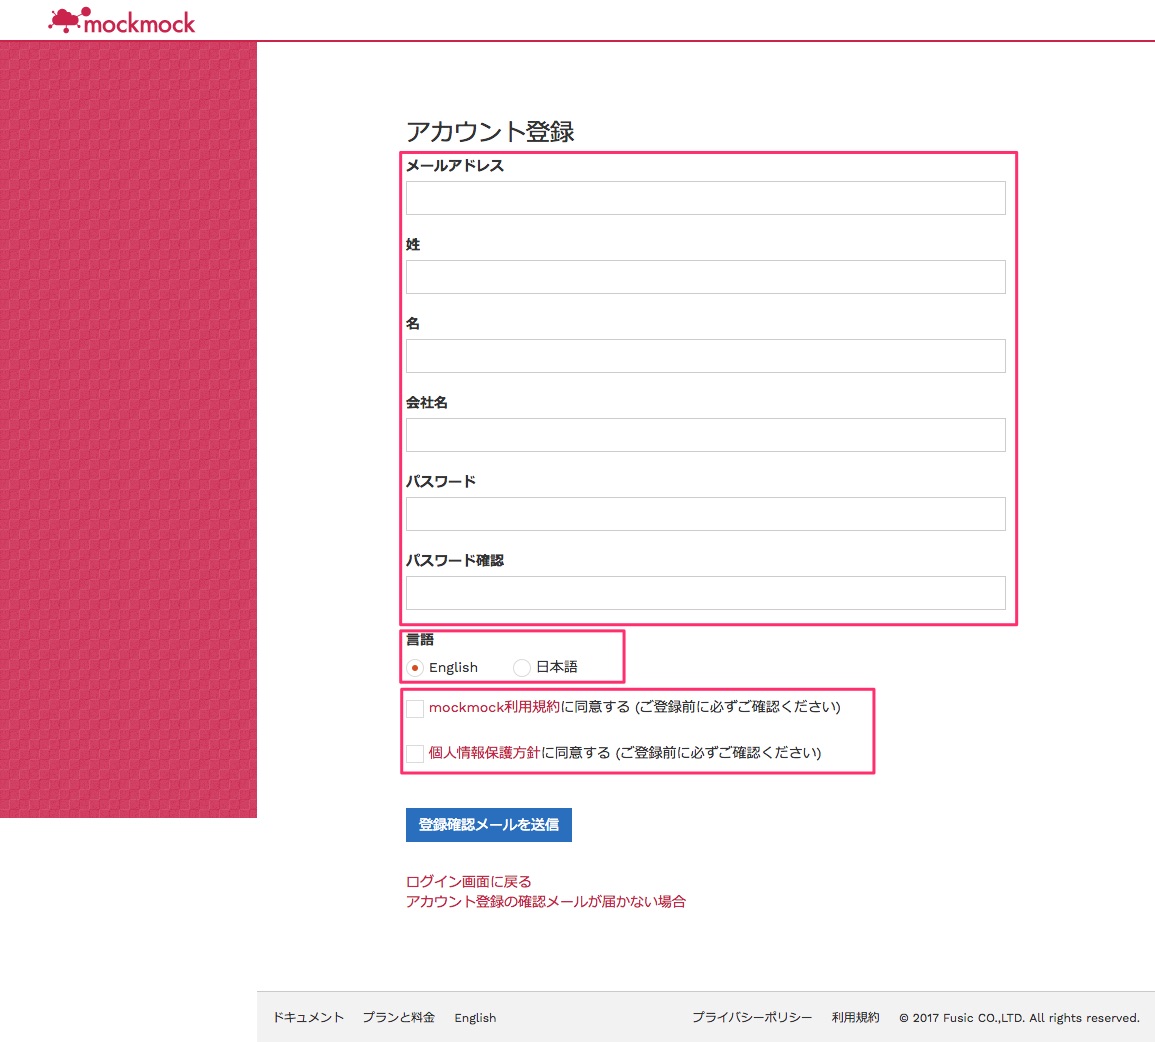 mockmock
アカウント登録
メールアドレス
姓
名
会社名
パスワード
パスワード確認
言語
English 日本語
mockmock利用規約に同意する (ご登録前に必ずご確認ください)
個人情報保護方針に同意する (ご登録前に必ずご確認ください)
登録確認メールを送信
ログイン画面に戻る
アカウント登録の確認メールが届かない場合
ドキュメント プランと料金 English プライバシーポリシー 利用規約 © 2017 Fusic CO.,LTD. All rights reserved.